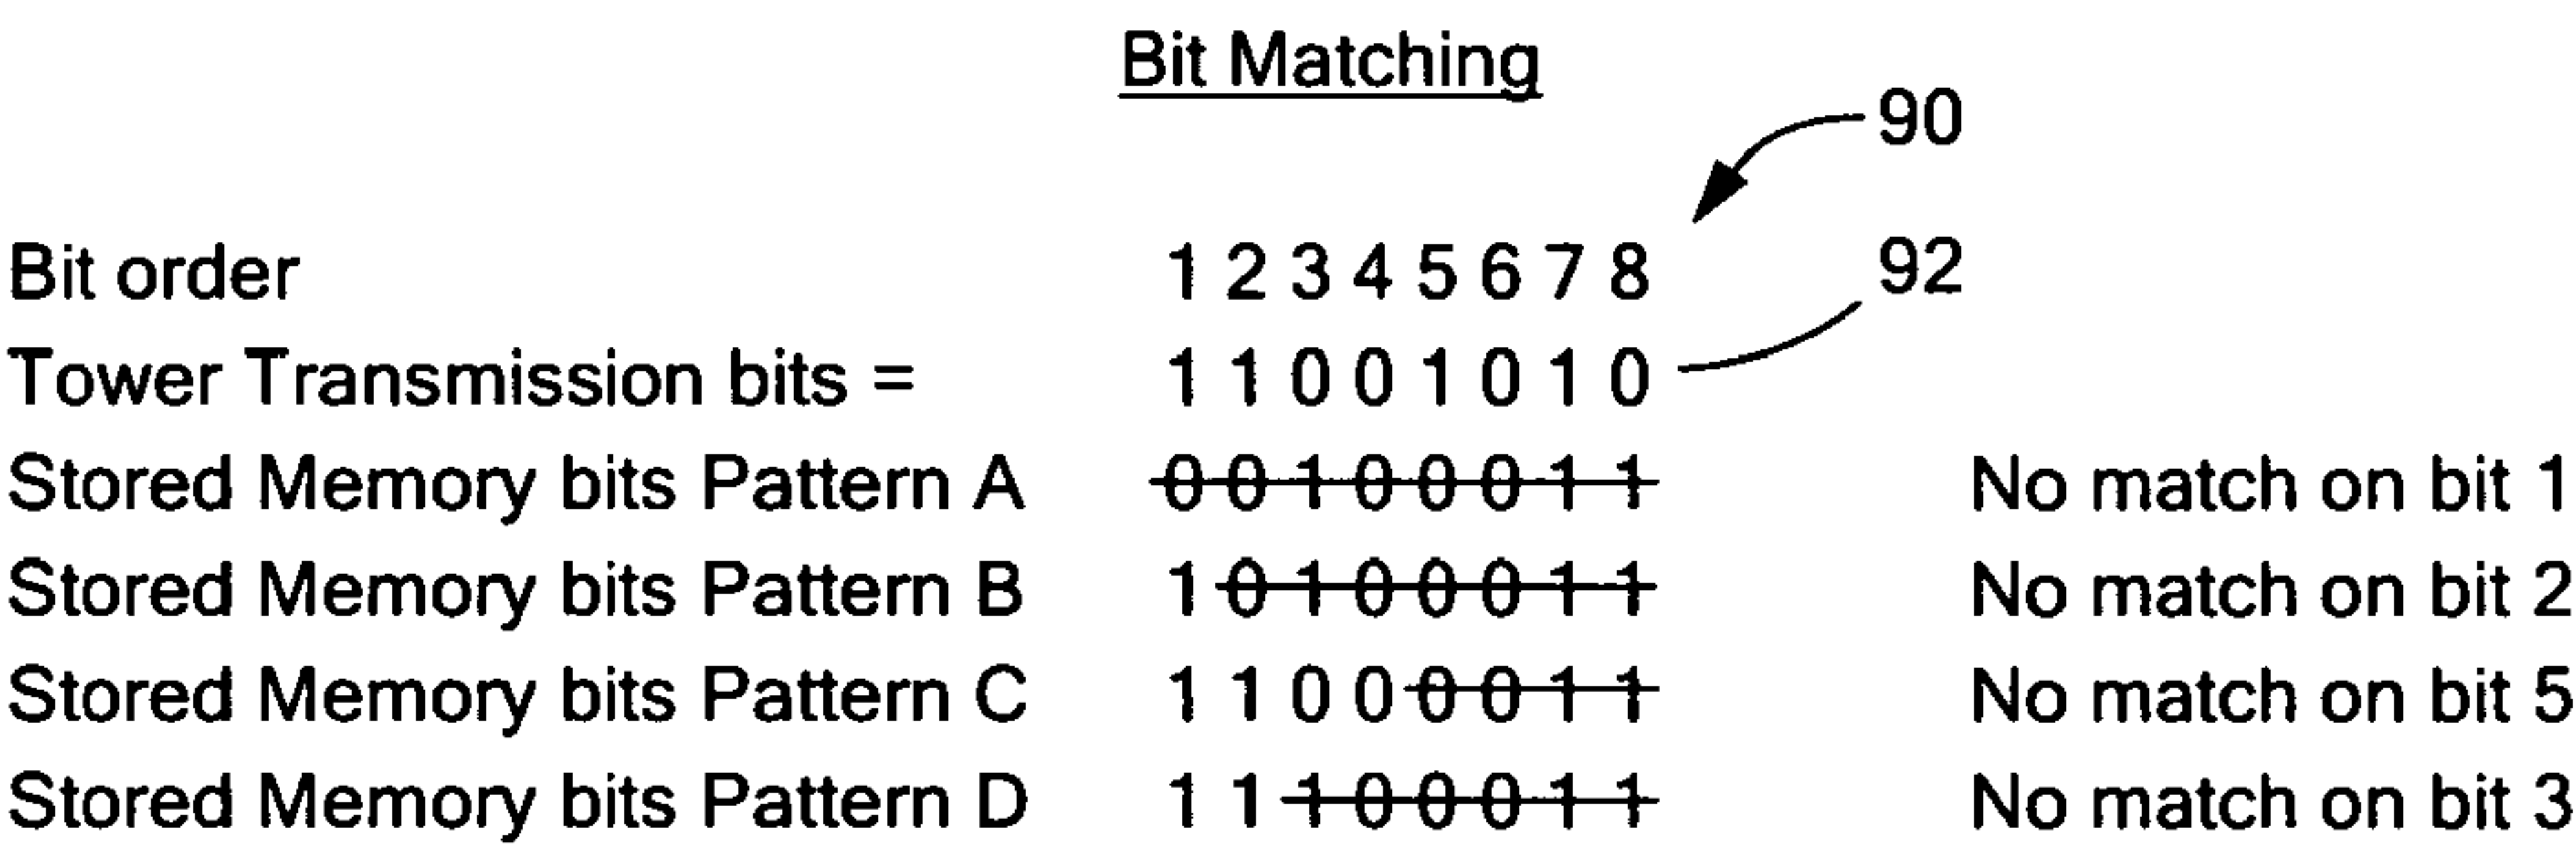 Bit Matching
90
Bit order 1 2 3 4 5 6 7 8 92
Tower Transmission bits = 1 1 0 0 1 0 1 0
Stored Memory bits Pattern A 0 0 1 0 0 0 1 1 No match on bit 1
Stored Memory bits Pattern B 1 0 1 0 0 0 1 1 No match on bit 2
Stored Memory bits Pattern C 1 1 0 0 0 0 1 1 No match on bit 5
Stored Memory bits Pattern D 1 1 1 0 0 0 1 1 No match on bit 3